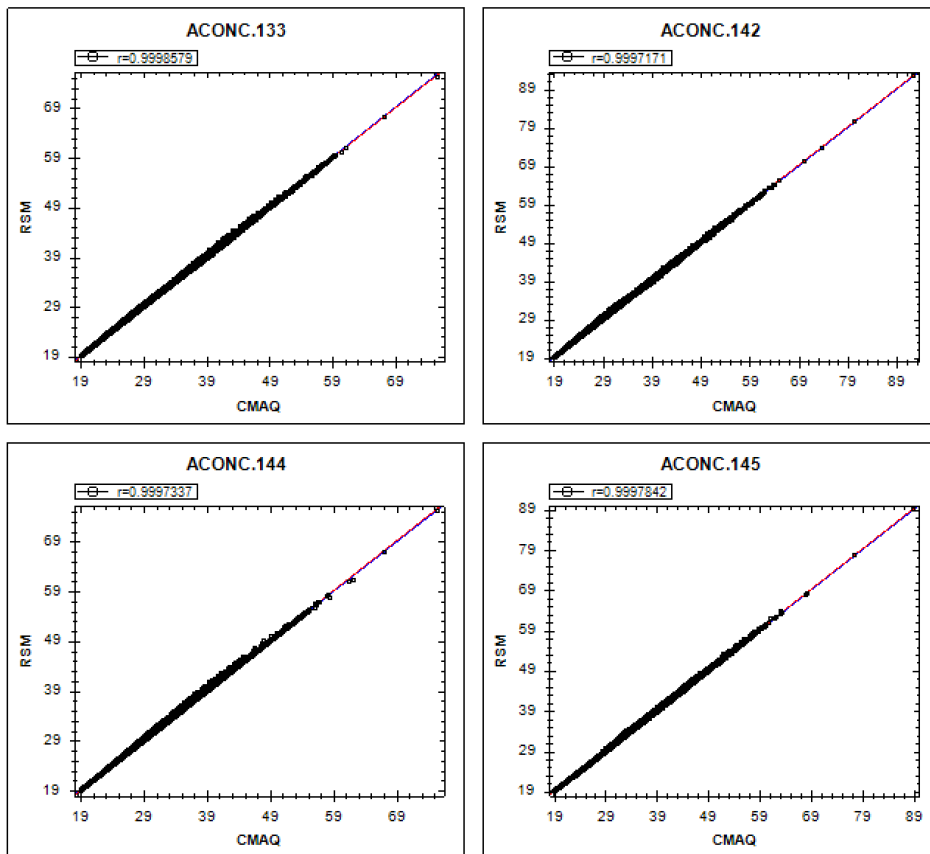 ACONC.133
r=0.9998579
69
59
49
39
29
19
RSM
19 29 39 49 59 69
CMAQ
ACONC.142
r=0.9997171
89
79
69
59
49
39
29
19
RSM
19 29 39 49 59 69 79 89
CMAQ
ACONC.144
r=0.9997337
69
59
49
39
29
19
RSM
19 29 39 49 59 69
CMAQ
ACONC.145
r=0.9997842
89
79
69
59
49
39
29
19
RSM
19 29 39 49 59 69 79 89
CMAQ